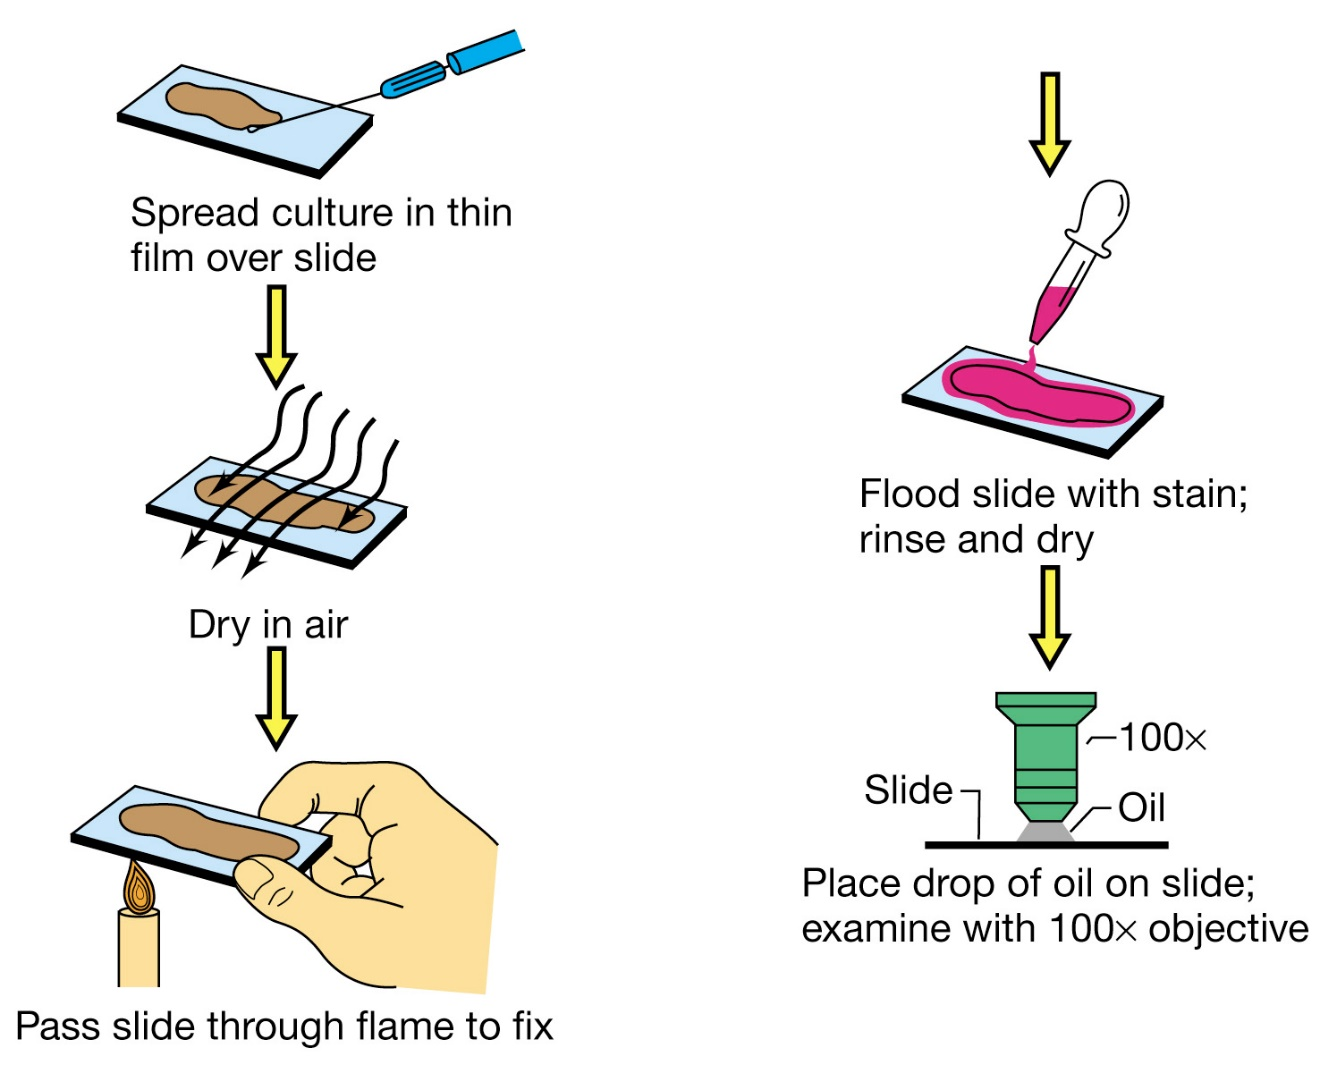 Spread culture in thin
film over slide
Dry in air
Pass slide through flame to fix
Flood slide with stain;
rinse and dry
100×
Slide
Oil
Place drop of oil on slide;
examine with 100× objective